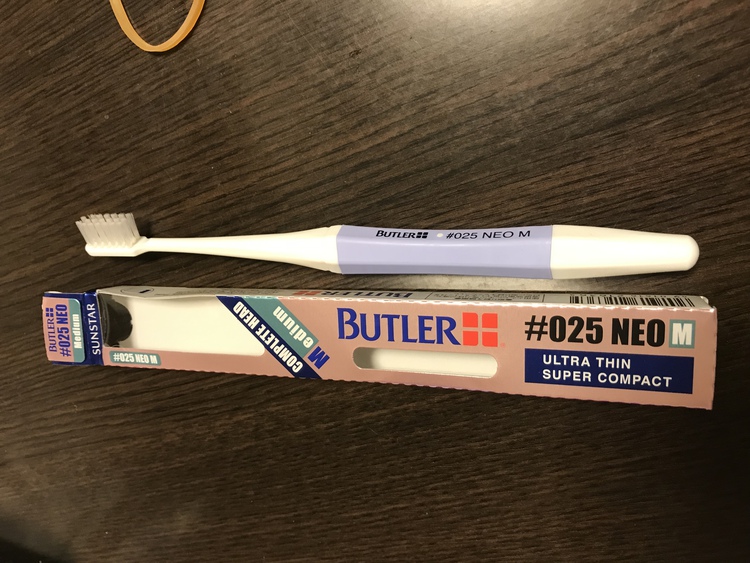 BUTLER #025 NEO M
BUTLER
#025 NEO
Medium
SUNSTAR
#025 NEO M
COMPLETE HEAD
Medium
BUTLER
BUTLER
#025 NEO M
ULTRA THIN
SUPER COMPACT